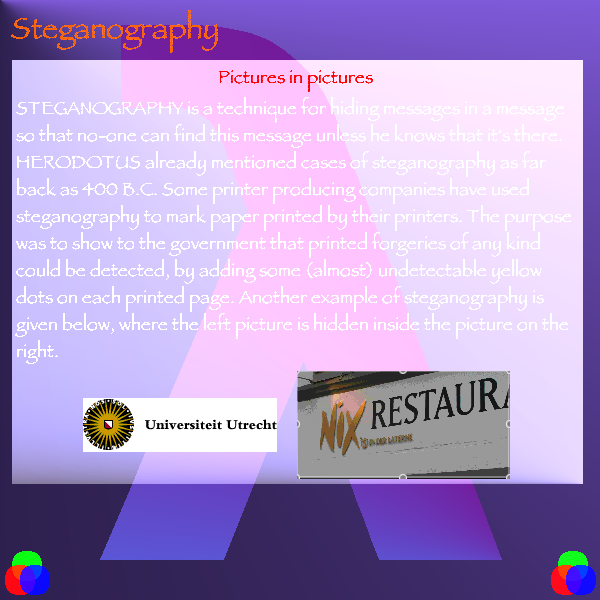 Steganography
Pictures in pictures
STEGANOGRAPHY is a technique for hiding messages in a message
so that no-one can find this message unless he knows that it's there.
HERODOTUS already mentioned cases of steganography as far
back as 400 B.C. Some printer producing companies have used
steganography to mark paper printed by their printers. The purpose
was to show to the government that printed forgeries of any kind
could be detected, by adding some (almost) undetectable yellow
dots on each printed page. Another example of steganography is
given below, where the left picture is hidden inside the picture on the
right.
Universiteit Utrecht
NiX RESTAURA
IN DER LATERNE